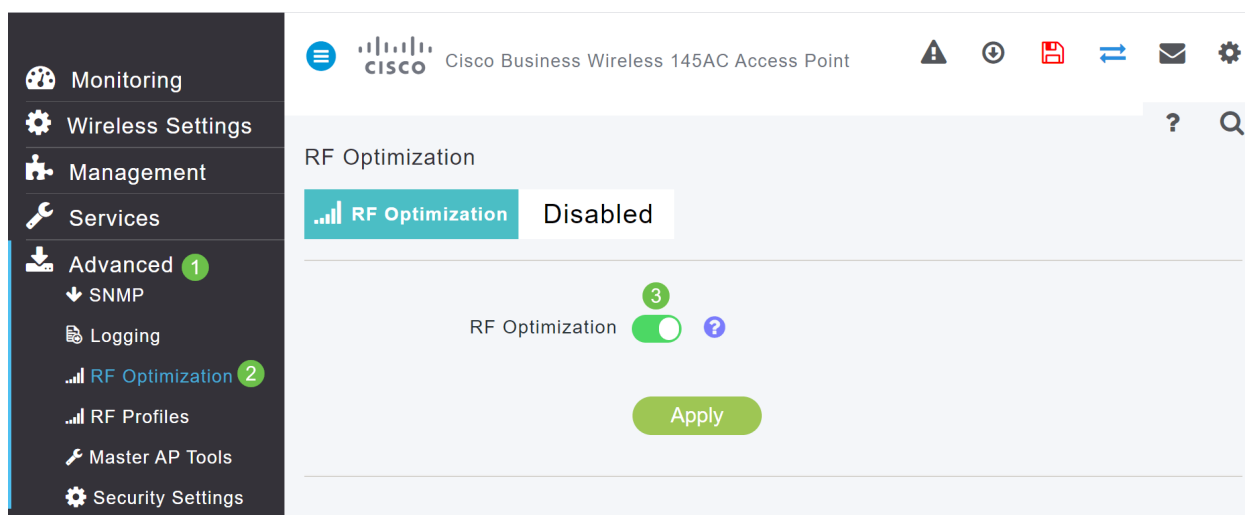 Monitoring
Wireless Settings
Management
Services
Advanced 1
SNMP
Logging
RF Optimization 2
RF Profiles
Master AP Tools
Security Settings
CISCO Cisco Business Wireless 145AC Access Point
?
RF Optimization
RF Optimization Disabled
3
RF Optimization ?
Apply